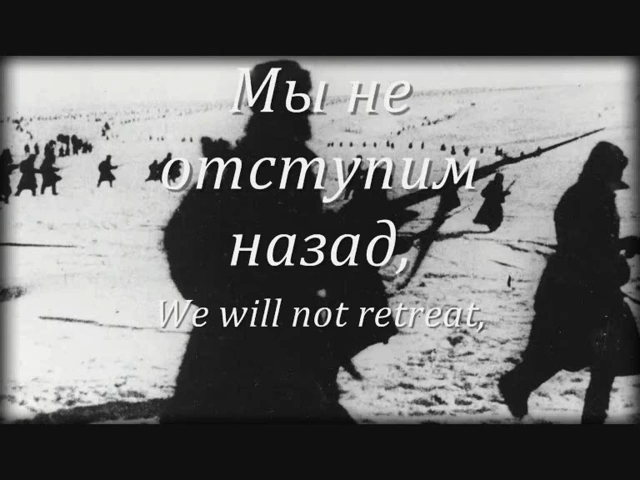 Мы не
отступим
назад,
We will not retreat,